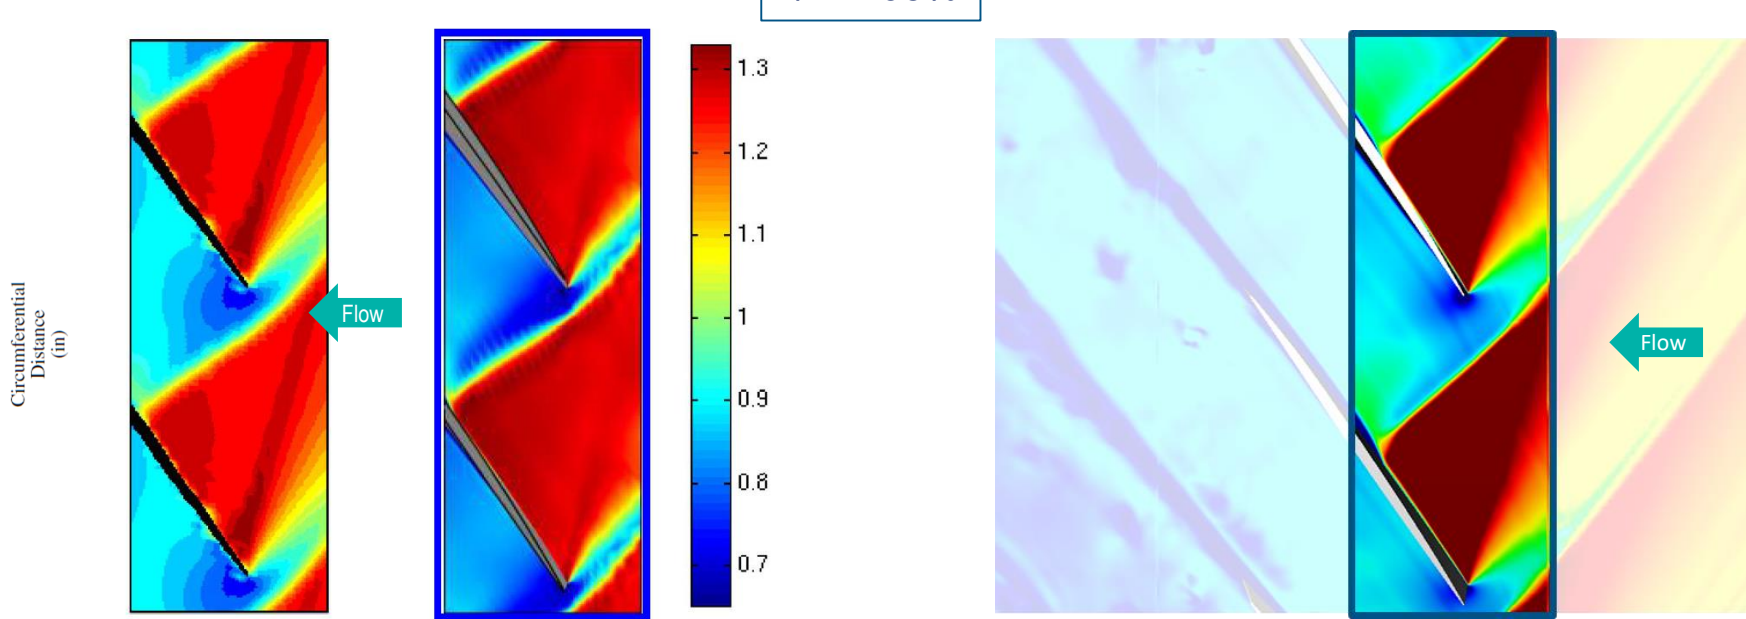 1.3
1.2
1.1
1
0.9
0.8
0.7
Circumferential
Distance
(in)
Flow
Flow